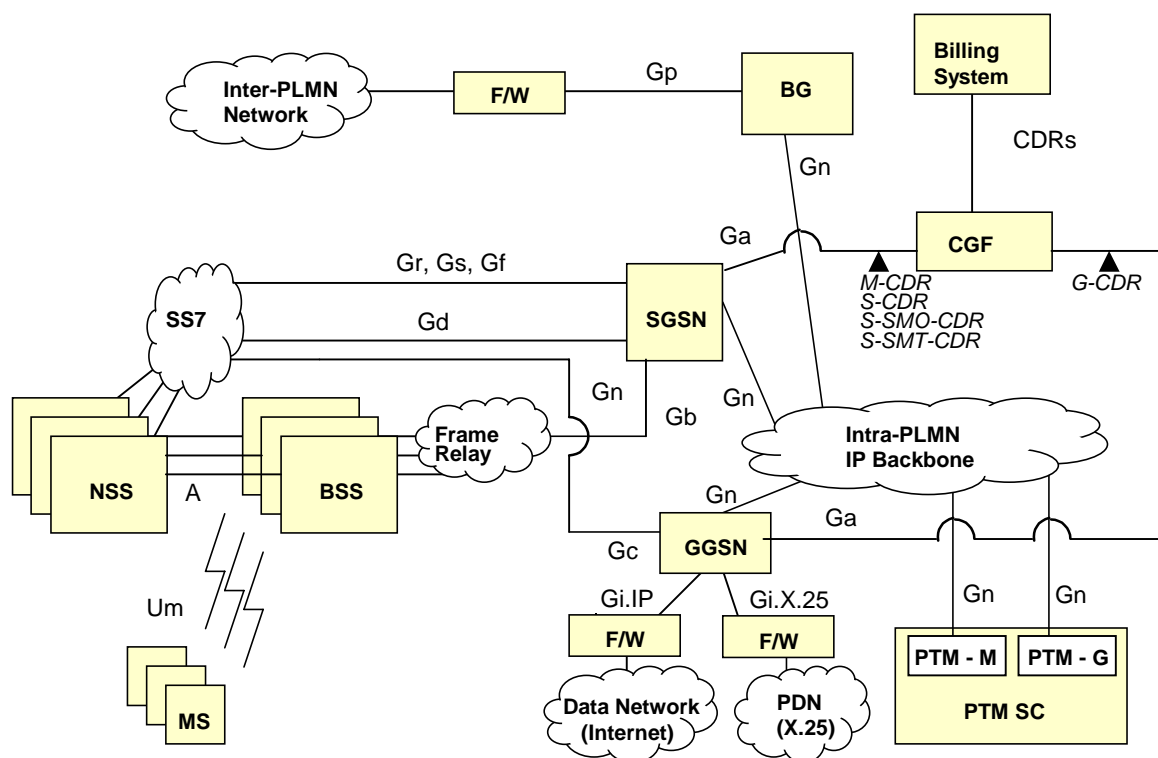 Billing
System
Inter-PLMN
Network
F/W
Gp
BG
CDRs
Gn
Ga
CGF
Gr, Gs, Gf
M-CDR
S-CDR
S-SMO-CDR
S-SMT-CDR
G-CDR
SS7
SGSN
Gd
Gn
Gn
Gb
Frame
Relay
Intra-PLMN
IP Backbone
NSS
A
BSS
Gn
Ga
GGSN
Gc
Um
Gi.IP
Gi.X.25
Gn
Gn
F/W
F/W
PTM - M
PTM - G
MS
Data Network
(Internet)
PDN
(X.25)
PTM SC